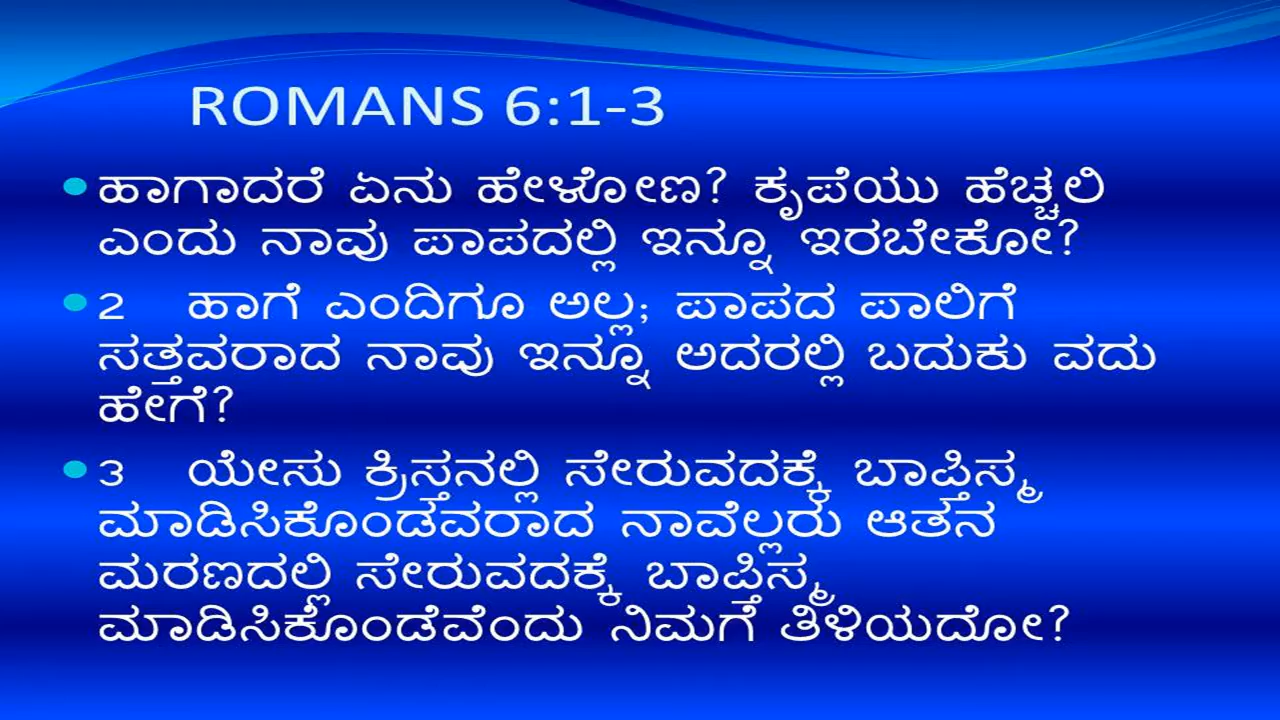 ROMANS 6:1-3
ಹಾಗಾದರೆ ಏನು ಹೇಳೋಣ? ಕೃಪೆಯು ಹೆಚ್ಚಲಿ
ಎಂದು ನಾವು ಪಾಪದಲ್ಲಿ ಇನ್ನೂ ಇರಬೇಕೋ?
2 ಹಾಗೆ ಎಂದಿಗೂ ಅಲ್ಲ; ಪಾಪದ ಪಾಲಿಗೆ
ಸತ್ತವರಾದ ನಾವು ಇನ್ನೂ ಅದರಲ್ಲಿ ಬದುಕು ವದು
ಹೇಗೆ?
3 ಯೇಸು ಕ್ರಿಸ್ತನಲ್ಲಿ ಸೇರುವದಕ್ಕೆ ಬಾಪ್ತಿಸ್ಮ
ಮಾಡಿಸಿಕೊಂಡವರಾದ ನಾವೆಲ್ಲರು ಆತನ
ಮರಣದಲ್ಲಿ ಸೇರುವದಕ್ಕೆ ಬಾಪ್ತಿಸ್ಮ
ಮಾಡಿಸಿಕೊಂಡೆವೆಂದು ನಿಮಗೆ ತಿಳಿಯದೋ?